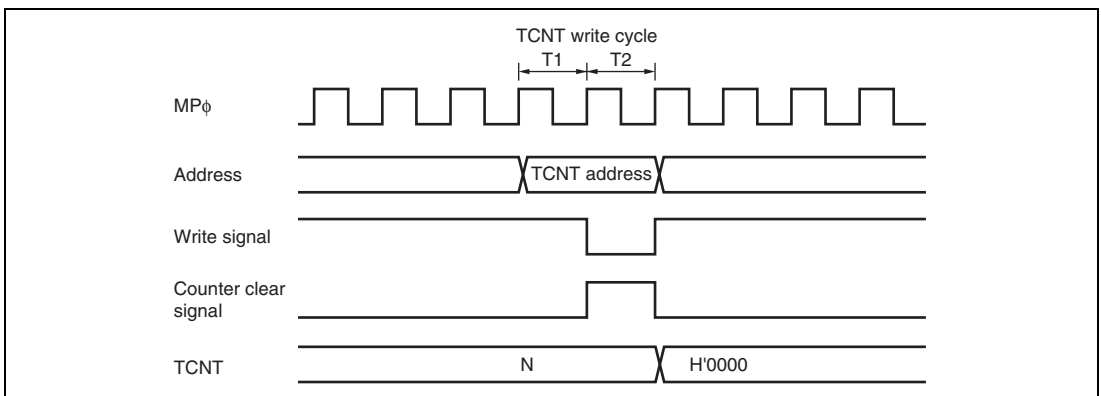 TCNT write cycle
T1 T2
MPϕ
Address
TCNT address
Write signal
Counter clear
signal
TCNT
N
H'0000